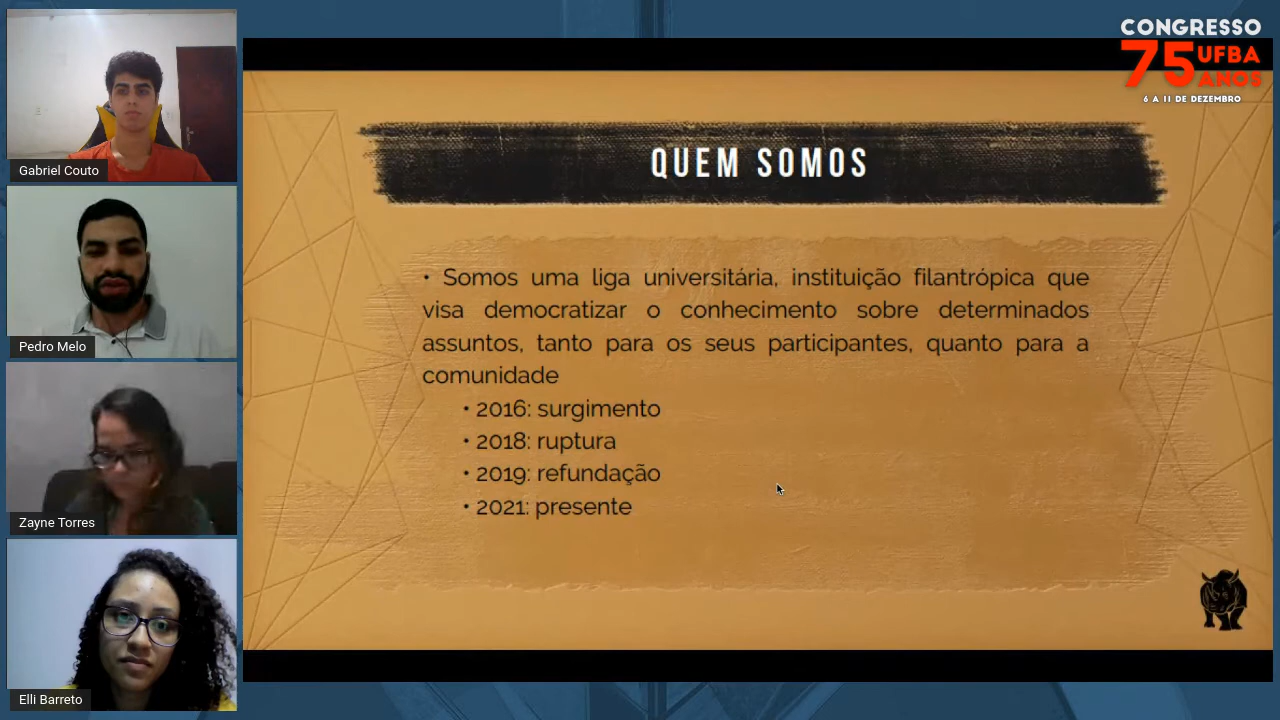 CONGRESSO
75 UFBA
ANOS
6 A 11 DE DEZEMBRO
QUEM SOMOS
• Somos uma liga universitária, instituição filantrópica que
visa democratizar o conhecimento sobre determinados
assuntos, tanto para os seus participantes, quanto para a
comunidade
• 2016: surgimento
• 2018: ruptura
• 2019: refundação
• 2021: presente
Gabriel Couto
Pedro Melo
Zayne Torres
Elli Barreto